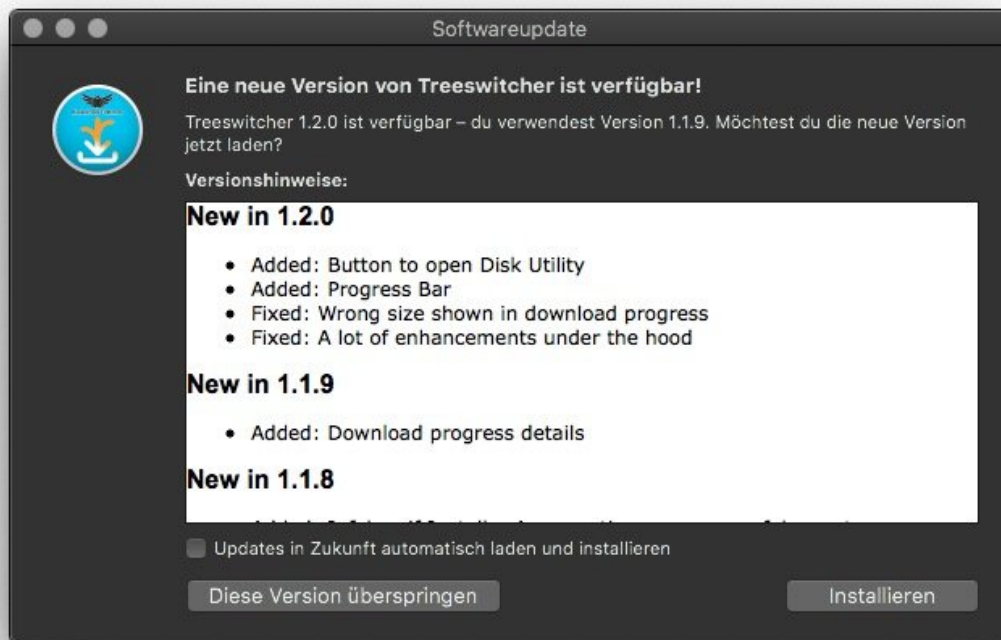 Softwareupdate
Eine neue Version von Treeswitcher ist verfügbar!
Treeswitcher 1.2.0 ist verfügbar – du verwendest Version 1.1.9. Möchtest du die neue Version
jetzt laden?
Versionshinweise:
New in 1.2.0
• Added: Button to open Disk Utility
• Added: Progress Bar
• Fixed: Wrong size shown in download progress
• Fixed: A lot of enhancements under the hood
New in 1.1.9
• Added: Download progress details
New in 1.1.8
Updates in Zukunft automatisch laden und installieren
Diese Version überspringen
Installieren